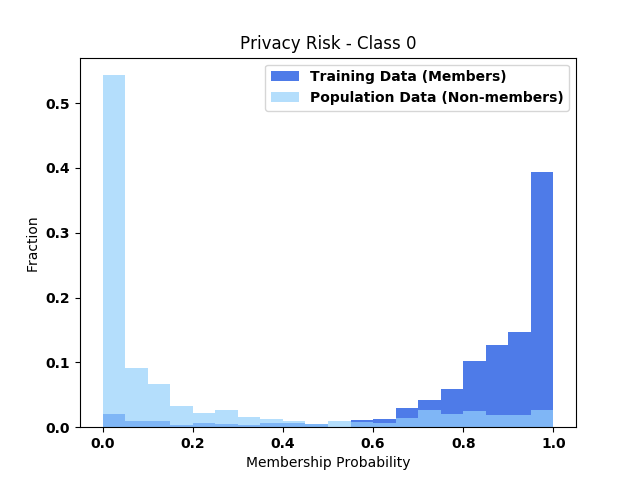 Privacy Risk - Class 0
Training Data (Members)
Population Data (Non-members)
0.5
0.4
0.3
0.2
0.1
0.0
Fraction
0.0 0.2 0.4 0.6 0.8 1.0
Membership Probability